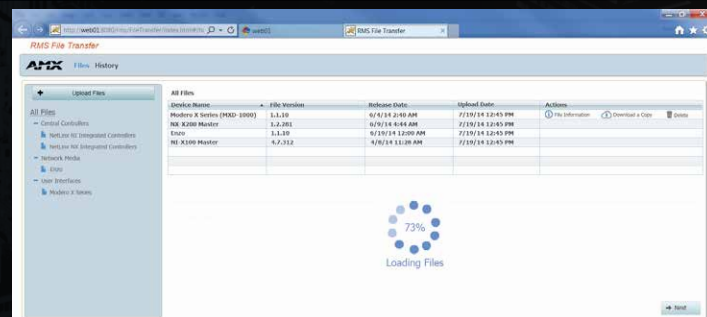 web01
RMS File Transfer
RMS File Transfer
AMX Files History
Upload Files
All Files
Central Controllers
NetLinx NI Integrated Controllers
NetLinx NX Integrated Controllers
Network Media
Enzo
User Interfaces
Modero X Series
All Files
Device Name File Version Release Date Upload Date Actions
Modero X Series (MXD-1000) 1.1.10 6/4/14 2:40 AM 7/19/14 12:45 PM File Information Download a Copy Delete
NX-X200 Master 1.2.281 6/9/14 4:44 AM 7/19/14 12:45 PM
Enzo 1.1.10 6/19/14 12:00 AM 7/19/14 12:45 PM
NI-X100 Master 4.7.312 4/8/14 11:28 AM 7/19/14 12:45 PM
73%
Loading Files
Next